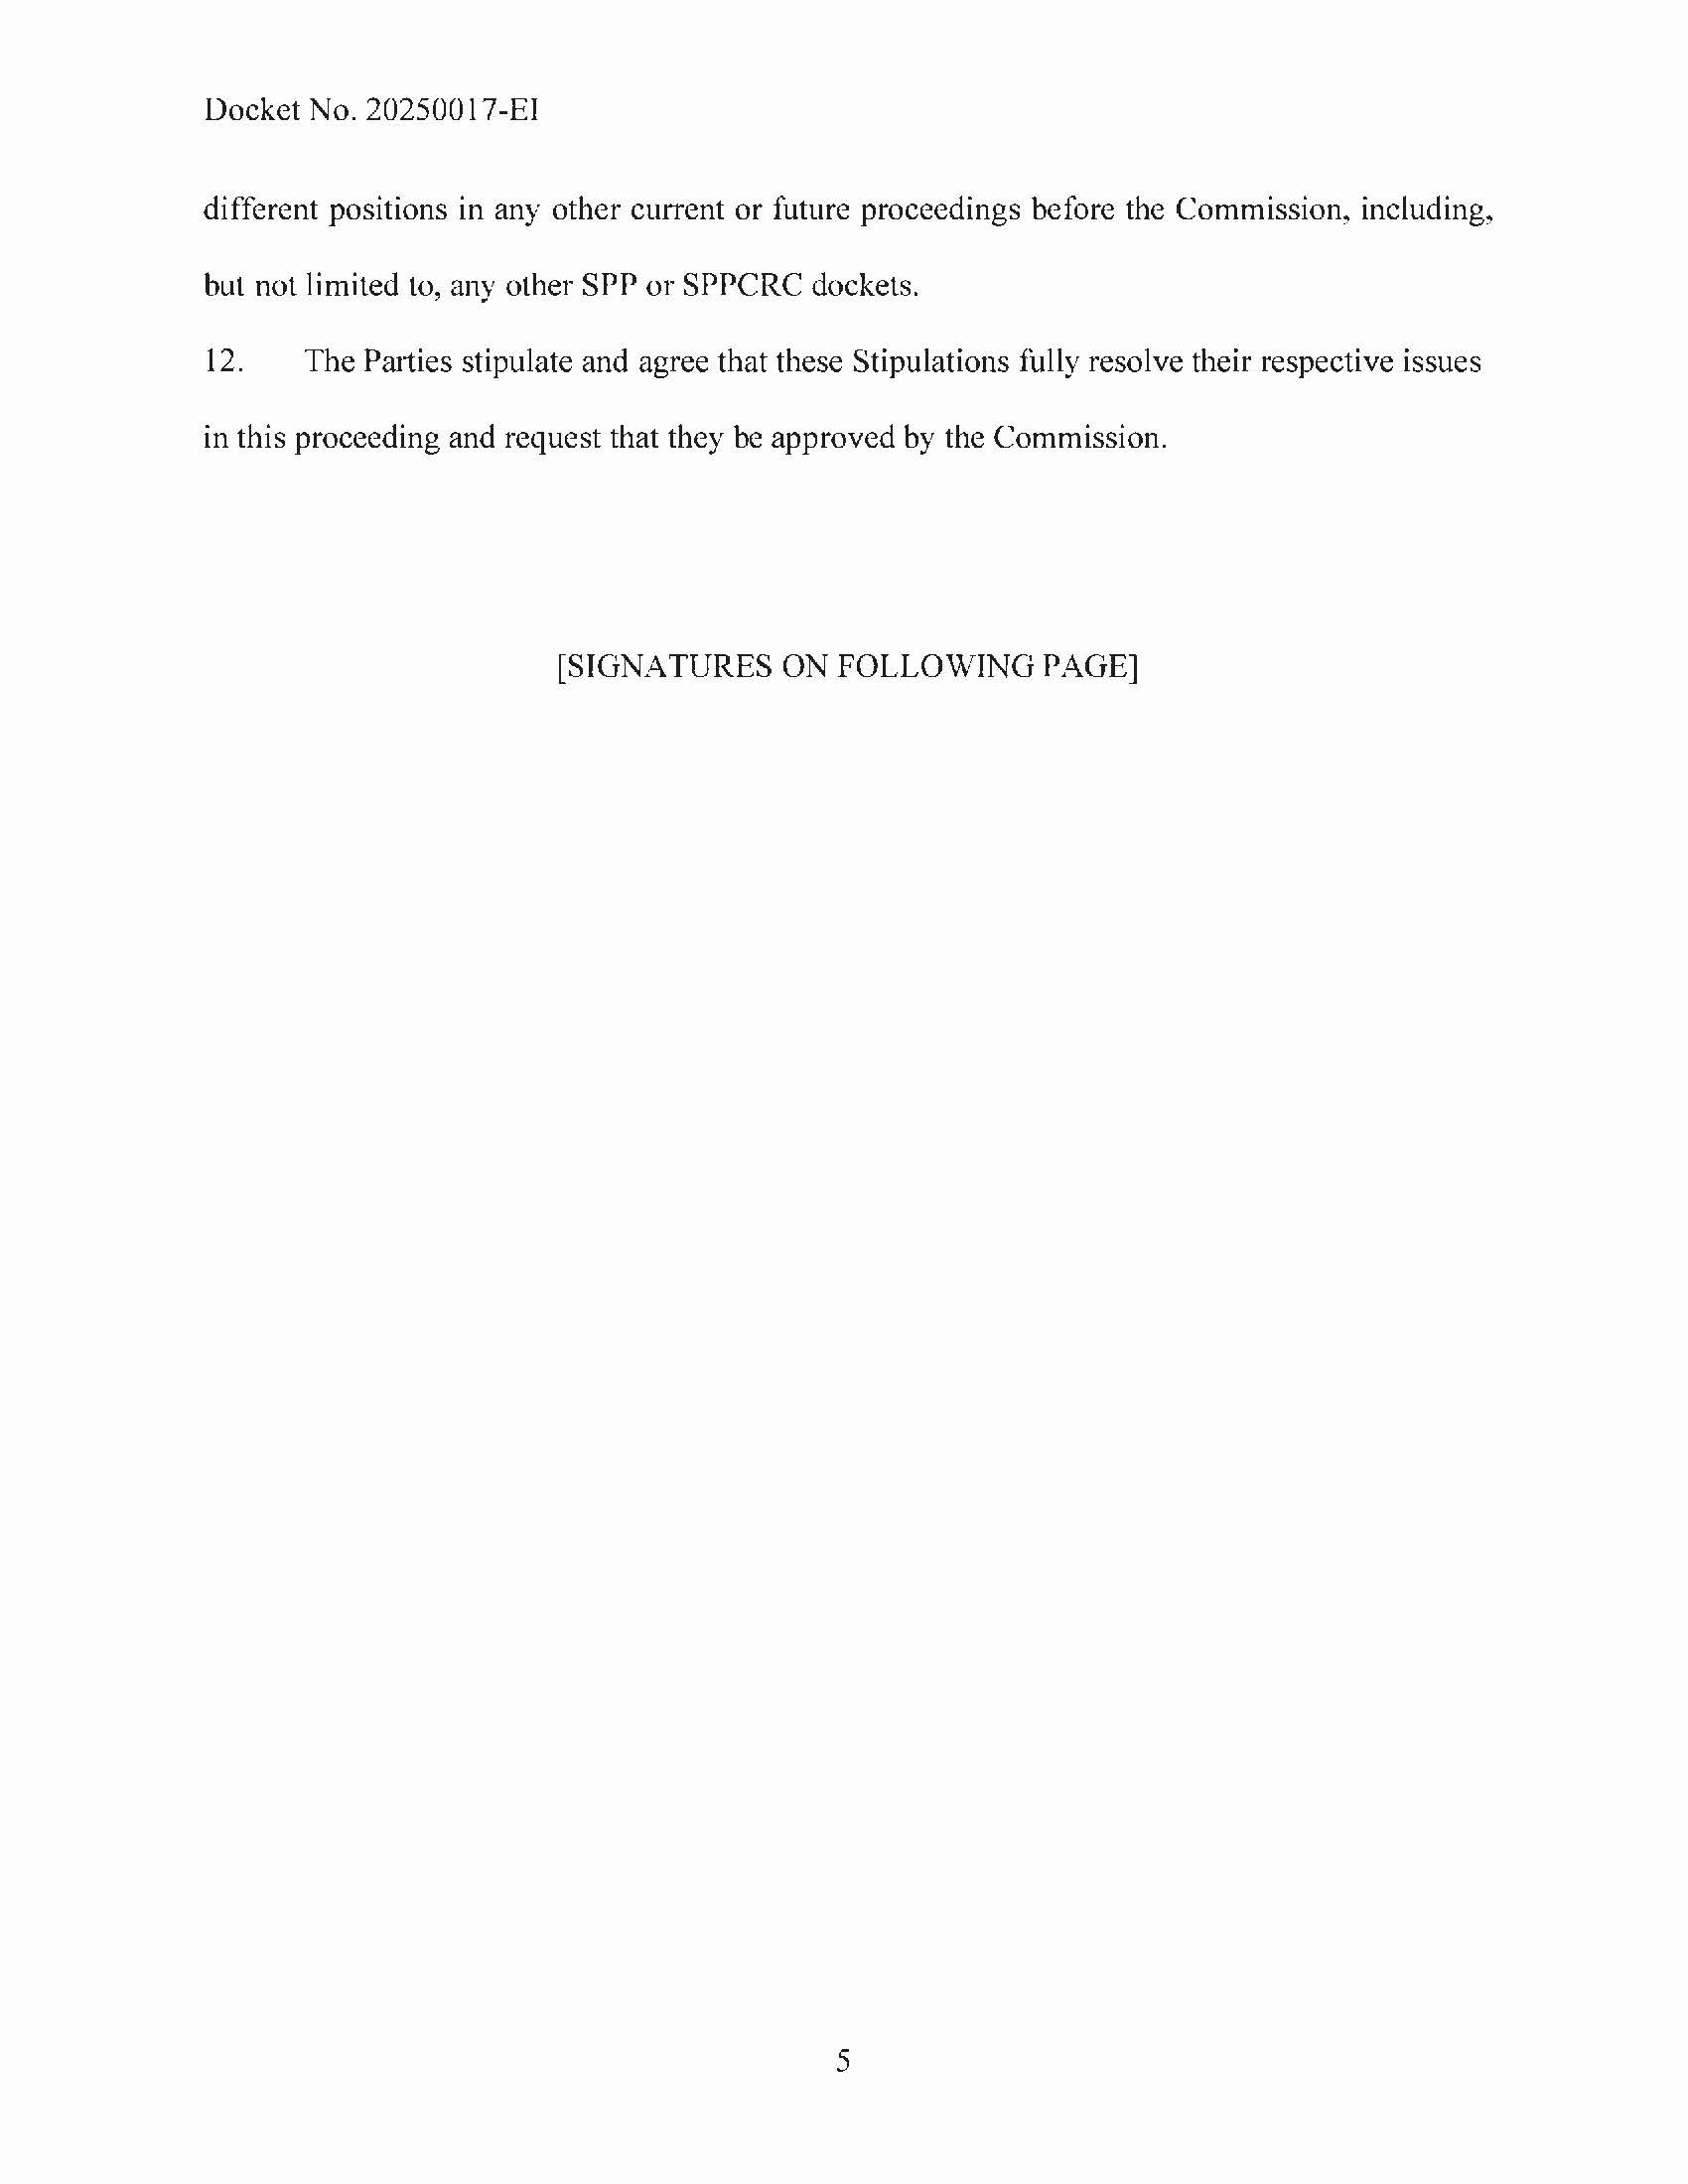 Docket No. 20250017-EI
different positions in any other current or future proceedings before the Commission, including,
but not limited to, any other SPP or SPPCRC dockets.
12. The Parties stipulate and agree that these Stipulations fully resolve their respective issues
in this proceeding and request that they be approved by the Commission.
[SIGNATURES ON FOLLOWING PAGE]
5